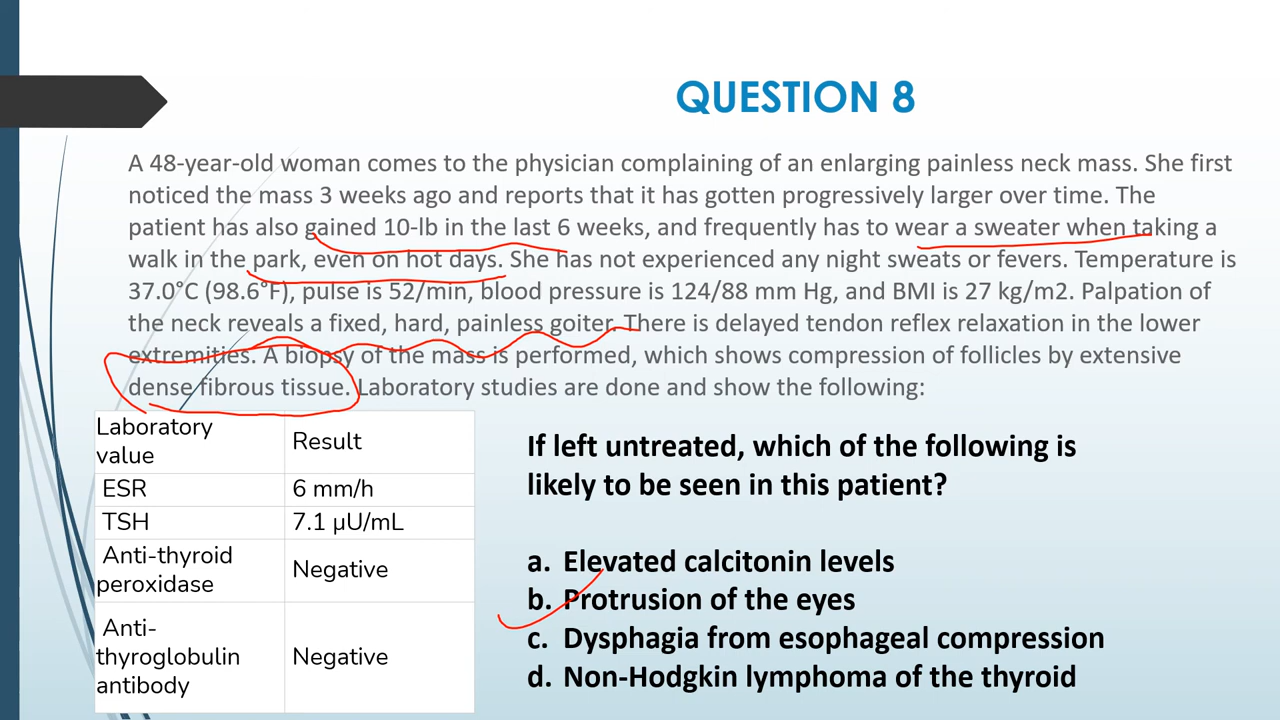 QUESTION 8
A 48-year-old woman comes to the physician complaining of an enlarging painless neck mass. She first
noticed the mass 3 weeks ago and reports that it has gotten progressively larger over time. The
patient has also gained 10-lb in the last 6 weeks, and frequently has to wear a sweater when taking a
walk in the park, even on hot days. She has not experienced any night sweats or fevers. Temperature is
37.0°C (98.6°F), pulse is 52/min, blood pressure is 124/88 mm Hg, and BMI is 27 kg/m2. Palpation of
the neck reveals a fixed, hard, painless goiter. There is delayed tendon reflex relaxation in the lower
extremities. A biopsy of the mass is performed, which shows compression of follicles by extensive
dense fibrous tissue. Laboratory studies are done and show the following:
Laboratory
value
Result
ESR
6 mm/h
TSH
7.1 µU/mL
Anti-thyroid
peroxidase
Negative
Anti-
thyroglobulin
antibody
Negative
If left untreated, which of the following is
likely to be seen in this patient?
a. Elevated calcitonin levels
b. Protrusion of the eyes
c. Dysphagia from esophageal compression
d. Non-Hodgkin lymphoma of the thyroid